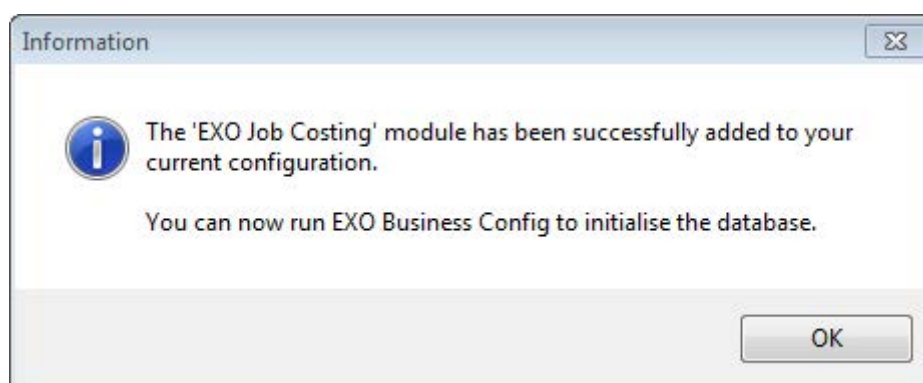 Information
The 'EXO Job Costing' module has been successfully added to your
current configuration.
You can now run EXO Business Config to initialise the database.
OK